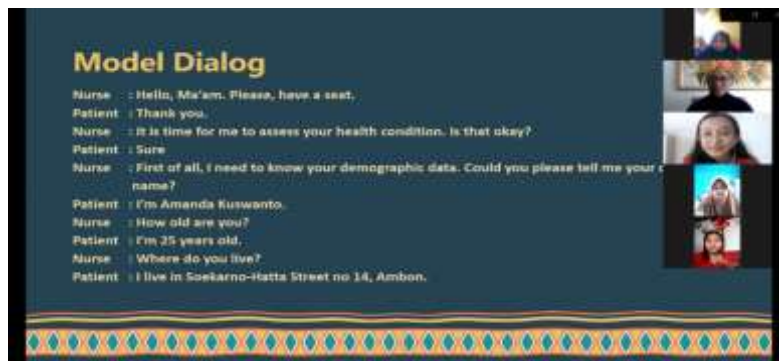 Model Dialog
Nurse : Hello, Ma'am. Please, have a seat.
Patient : Thank you.
Nurse : It is time for me to assess your health condition. Is that okay?
Patient : Sure
Nurse : First of all, I need to know your demographic data. Could you please tell me your
name?
Patient : I'm Amanda Kuswanto.
Nurse : How old are you?
Patient : I'm 25 years old.
Nurse : Where do you live?
Patient : I live in Soekarno-Hatta Street no 14, Ambon.